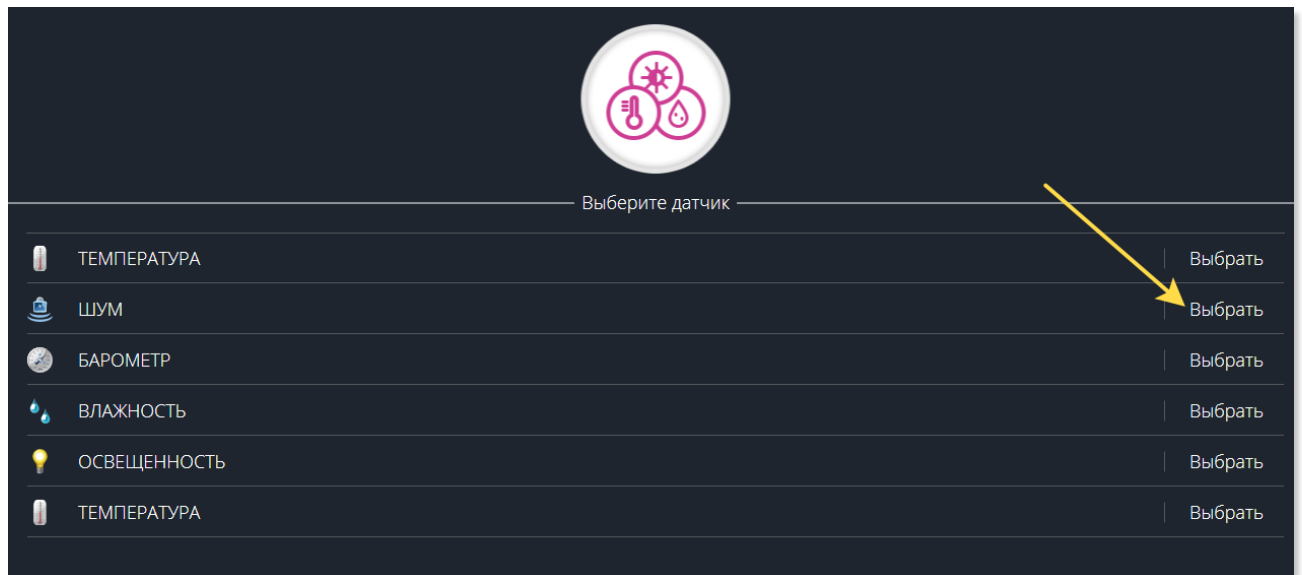 Выберите датчик
ТЕМПЕРАТУРА Выбрать
ШУМ Выбрать
БАРОМЕТР Выбрать
ВЛАЖНОСТЬ Выбрать
ОСВЕЩЕННОСТЬ Выбрать
ТЕМПЕРАТУРА Выбрать